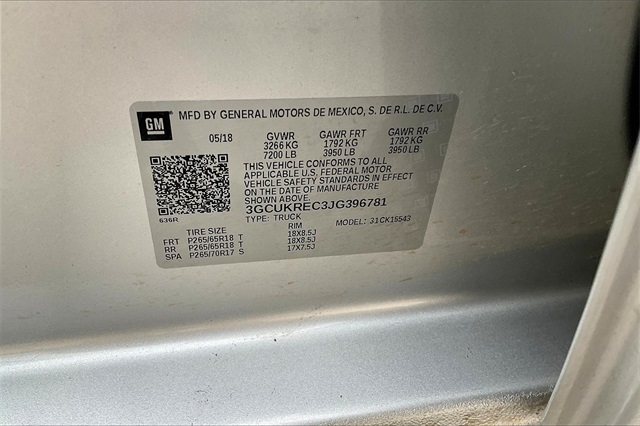 GM
MFD BY GENERAL MOTORS DE MEXICO, S. DE R.L. DE C.V.
05/18 GVWR GAWR FRT GAWR RR
3266 KG 1792 KG 1792 KG
7200 LB 3950 LB 3950 LB
THIS VEHICLE CONFORMS TO ALL
APPLICABLE U.S. FEDERAL MOTOR
VEHICLE SAFETY STANDARDS IN EFFECT
ON THE DATE OF MANUFACTURE
SHOWN ABOVE.
3GCUKREC3JG396781
636R
TYPE: TRUCK MODEL: 31CK15543
TIRE SIZE RIM
FRT P265/65R18 T 18X8.5J
RR P265/65R18 T 18X8.5J
SPA P265/70R17 S 17X7.5J